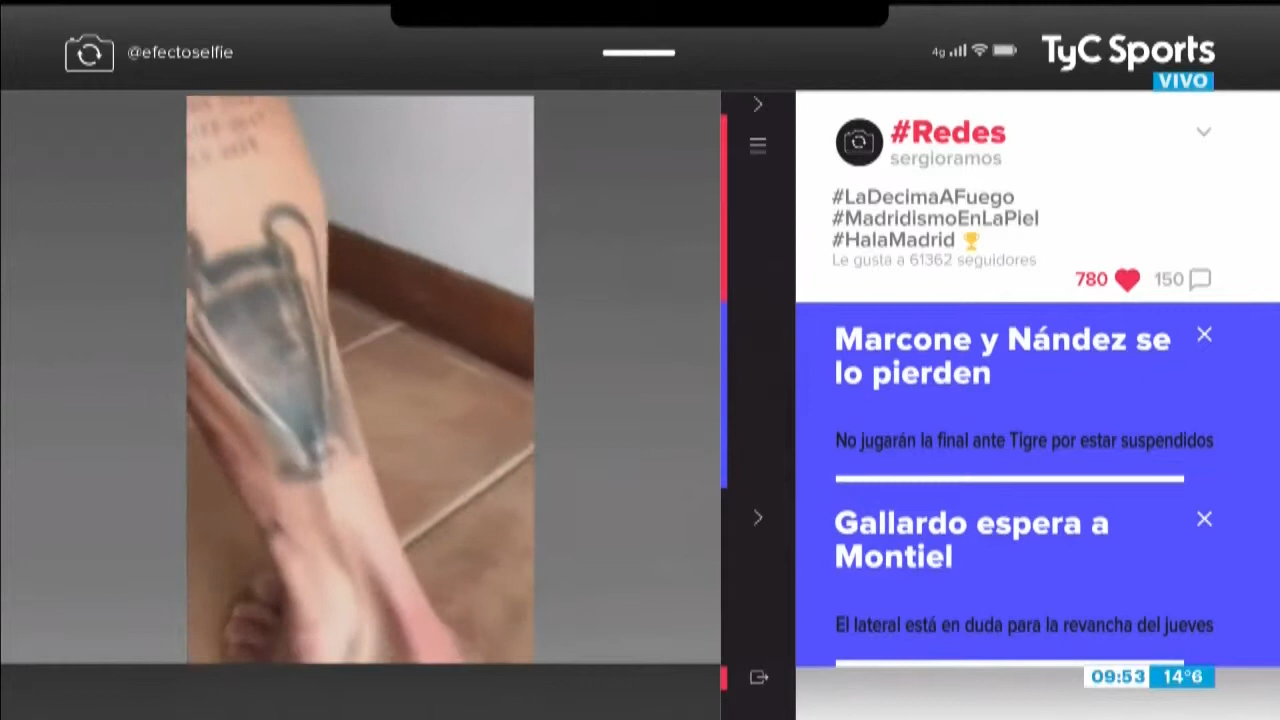 @efectoselfie
4g
TyC Sports
VIVO
#Redes
sergioramos
#LaDecimaAFuego
#MadridismoEnLaPiel
#HalaMadrid
Le gusta a 61362 seguidores
780
150
Marcone y Nández se
lo pierden
No jugarán la final ante Tigre por estar suspendidos
Gallardo espera a
Montiel
El lateral está en duda para la revancha del jueves
09:53
14°6